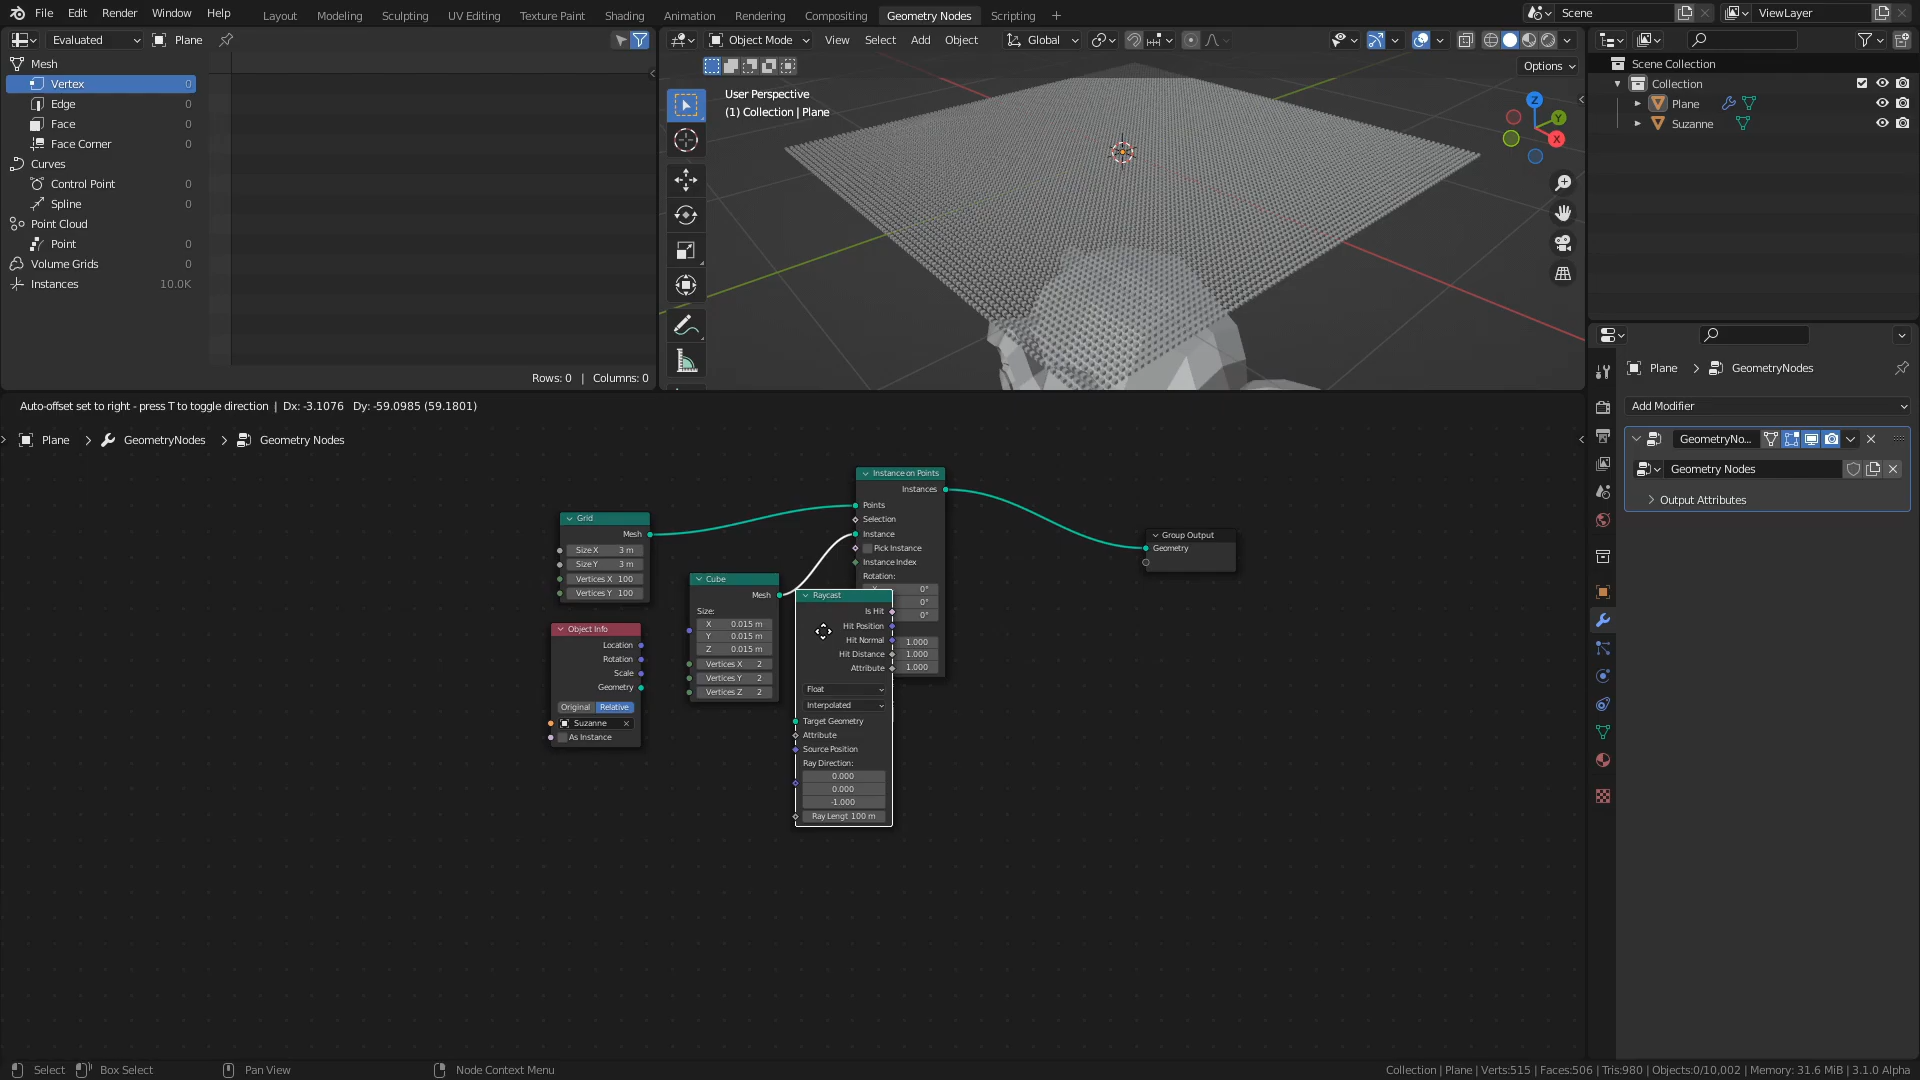 File Edit Render Window Help Layout Modeling Sculpting UV Editing Texture Paint Shading Animation Rendering Compositing Geometry Nodes Scripting + Scene ViewLayer
Evaluated Plane
Object Mode View Select Add Object Global
Mesh
Vertex 0
Edge 0
Face 0
Face Corner 0
Curves
Control Point 0
Spline 0
Point Cloud
Point 0
Volume Grids 0
Instances 10.0K
Rows: 0 | Columns: 0
Options
User Perspective
(1) Collection | Plane
Z
Y
X
Scene Collection
Collection
Plane
Suzanne
Plane > GeometryNodes
Add Modifier
GeometryNo...
Geometry Nodes
Output Attributes
Auto-offset set to right - press T to toggle direction | Dx: -3.1076 Dy: -59.0985 (59.1801)
Plane > GeometryNodes > Geometry Nodes
Grid
Mesh
Size X 3 m
Size Y 3 m
Vertices X 100
Vertices Y 100
Object Info
Location
Rotation
Scale
Geometry
Original Relative
Suzanne
As Instance
Cube
Mesh
Size:
X 0.015 m
Y 0.015 m
Z 0.015 m
Vertices X 2
Vertices Y 2
Vertices Z 2
Instance on Points
Instances
Points
Selection
Instance
Pick Instance
Instance Index
Rotation:
0°
0°
0°
1.000
1.000
1.000
Raycast
Is Hit
Hit Position
Hit Normal
Hit Distance
Attribute
Float
Interpolated
Target Geometry
Attribute
Source Position
Ray Direction:
0.000
0.000
-1.000
Ray Lengt 100 m
Group Output
Geometry
Select Box Select Pan View Node Context Menu
Collection | Plane | Verts:515 | Faces:506 | Tris:980 | Objects:0/10,002 | Memory: 31.6 MiB | 3.1.0 Alpha